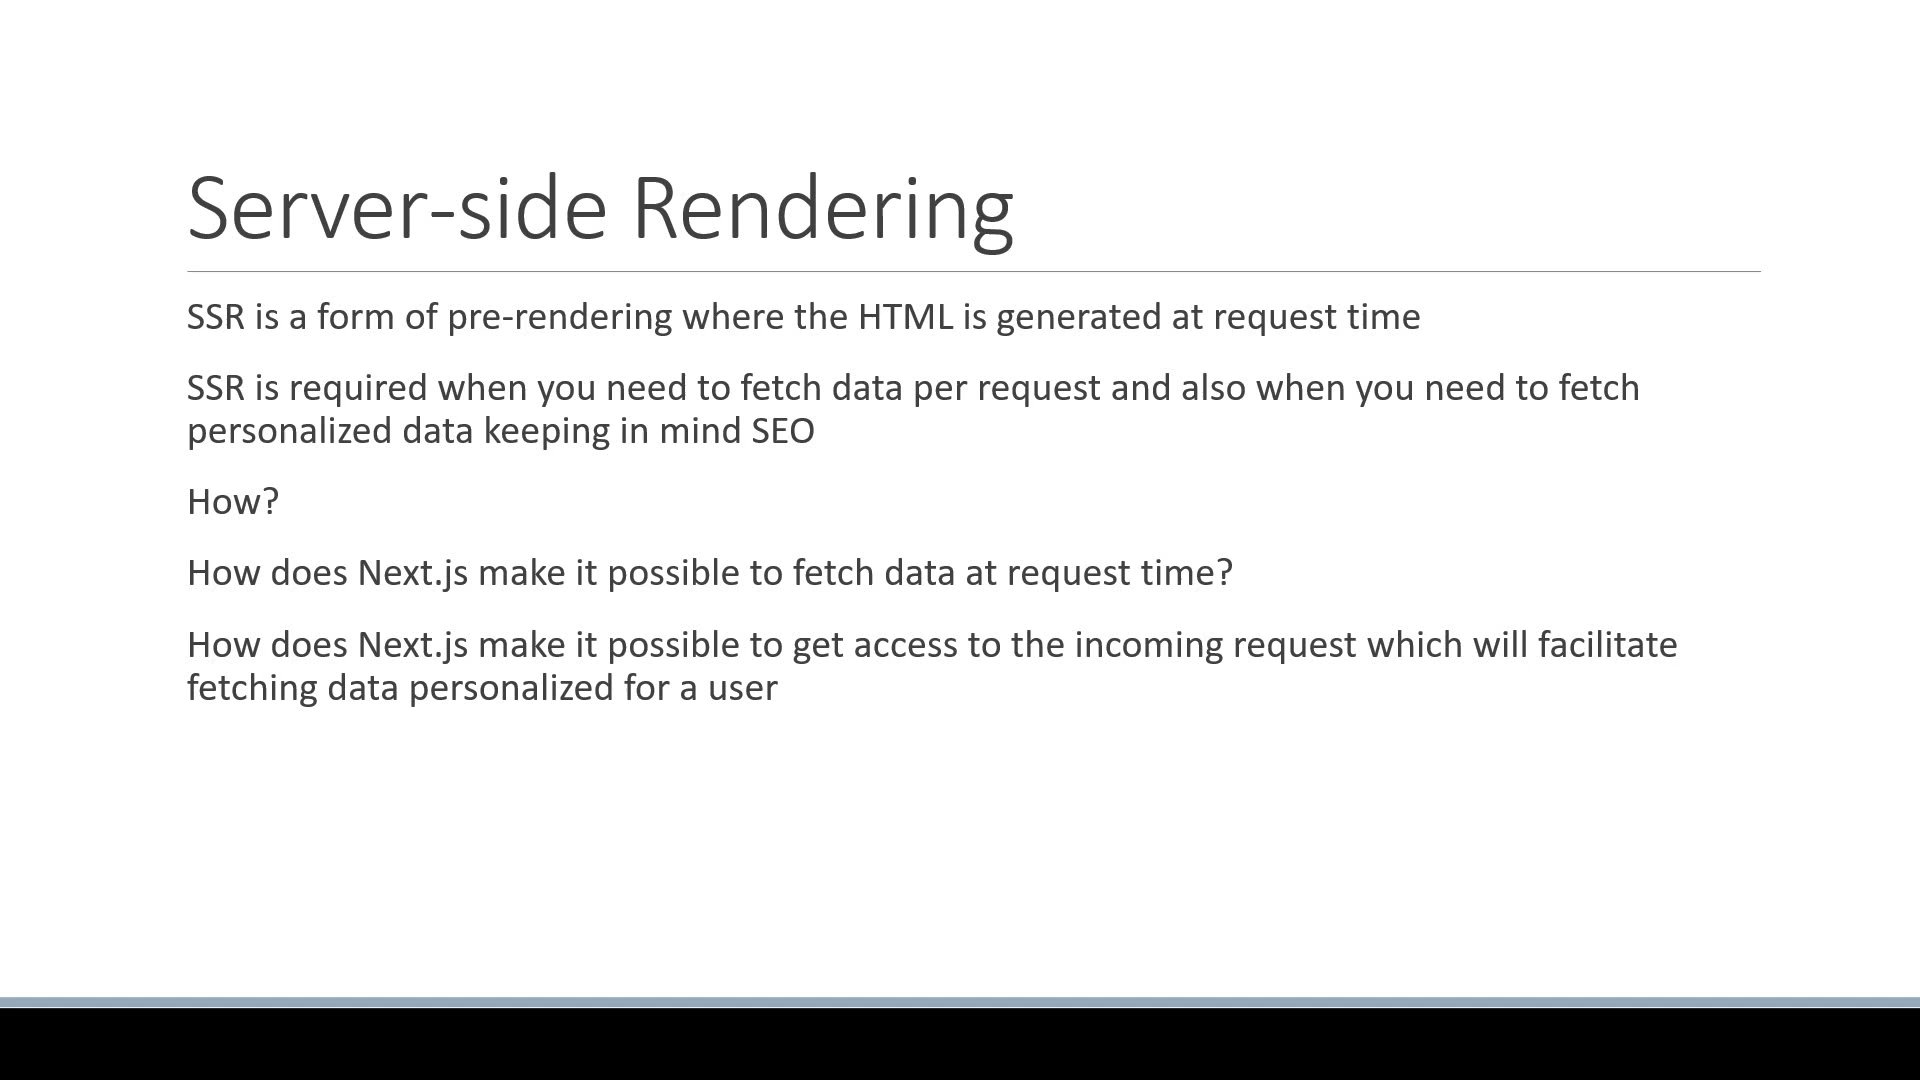 Server-side Rendering
SSR is a form of pre-rendering where the HTML is generated at request time
SSR is required when you need to fetch data per request and also when you need to fetch
personalized data keeping in mind SEO
How?
How does Next.js make it possible to fetch data at request time?
How does Next.js make it possible to get access to the incoming request which will facilitate
fetching data personalized for a user